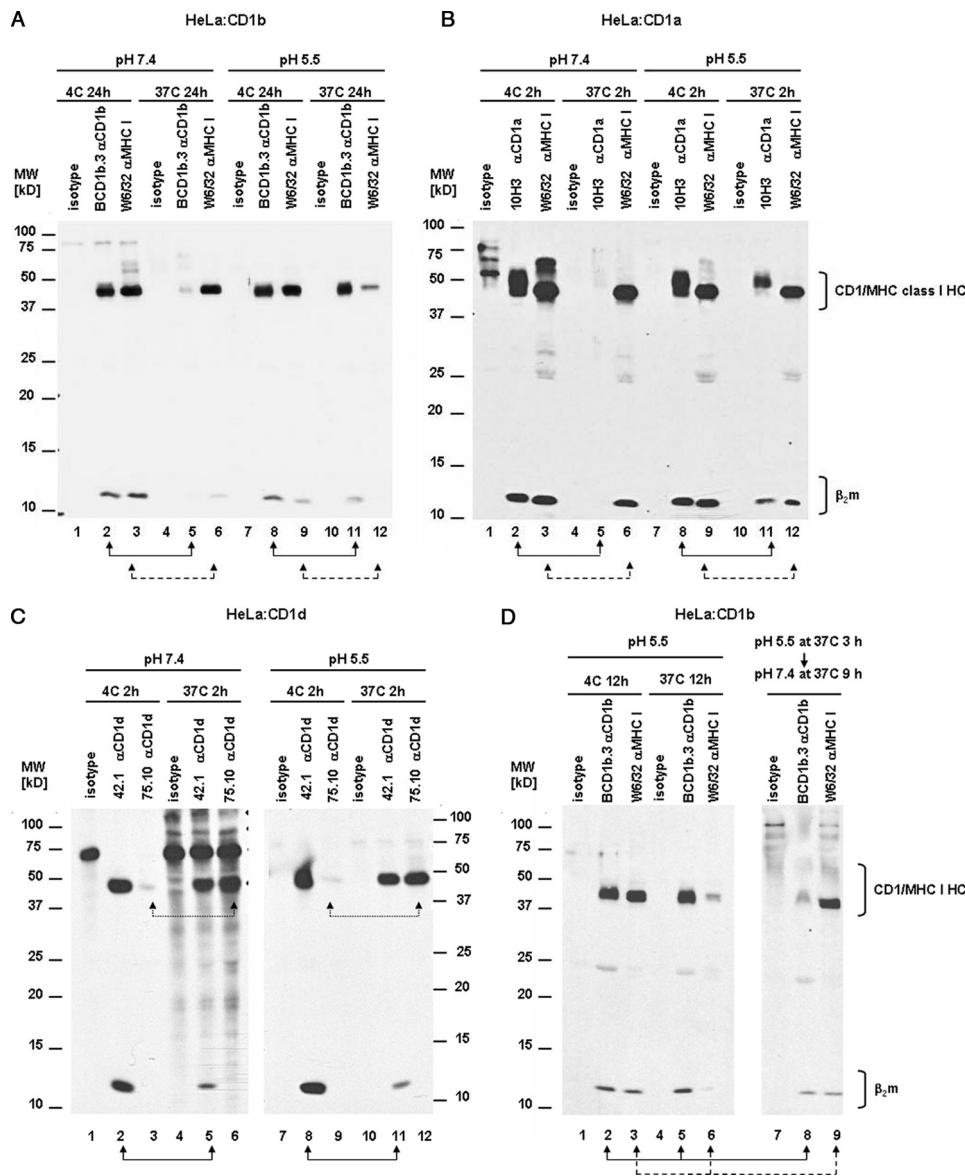 A
HeLa:CD1b
pH 7.4
pH 5.5
4C 24h
37C 24h
4C 24h
37C 24h
MW
[kD]
isotype
BCD1b.3 αCD1b
W6/32 αMHC I
isotype
BCD1b.3 αCD1b
W6/32 αMHC I
isotype
BCD1b.3 αCD1b
W6/32 αMHC I
isotype
BCD1b.3 αCD1b
W6/32 αMHC I
100
75
50
37
25
20
15
10
1 2 3 4 5 6 7 8 9 10 11 12
B
HeLa:CD1a
pH 7.4
pH 5.5
4C 2h
37C 2h
4C 2h
37C 2h
MW
[kD]
isotype
10H3 αCD1a
W6/32 αMHC I
isotype
10H3 αCD1a
W6/32 αMHC I
isotype
10H3 αCD1a
W6/32 αMHC I
isotype
10H3 αCD1a
W6/32 αMHC I
100
75
50
37
25
20
15
10
CD1/MHC class I HC
β₂m
1 2 3 4 5 6 7 8 9 10 11 12
C
HeLa:CD1d
pH 7.4
pH 5.5
4C 2h
37C 2h
4C 2h
37C 2h
MW
[kD]
isotype
42.1 αCD1d
75.10 αCD1d
isotype
42.1 αCD1d
75.10 αCD1d
isotype
42.1 αCD1d
75.10 αCD1d
isotype
42.1 αCD1d
75.10 αCD1d
100
75
50
37
25
20
15
10
100
75
50
37
25
20
15
10
1 2 3 4 5 6 7 8 9 10 11 12
D
HeLa:CD1b
pH 5.5
pH 5.5 at 37C 3 h
pH 7.4 at 37C 9 h
4C 12h
37C 12h
MW
[kD]
isotype
BCD1b.3 αCD1b
W6/32 αMHC I
isotype
BCD1b.3 αCD1b
W6/32 αMHC I
isotype
BCD1b.3 αCD1b
W6/32 αMHC I
100
75
50
37
25
20
15
10
CD1/MHC I HC
β₂m
1 2 3 4 5 6 7 8 9